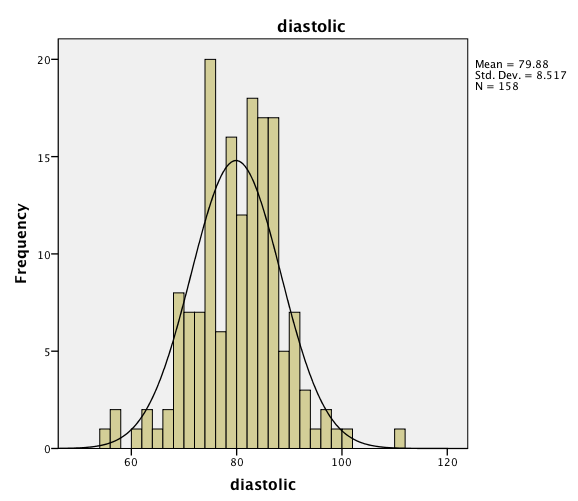 diastolic
Mean = 79.88
Std. Dev. = 8.517
N = 158
Frequency
20
15
10
5
0
60 80 100 120
diastolic